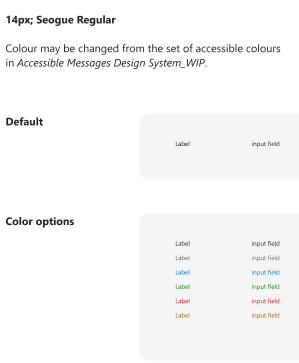 14px; Seogue Regular
Colour may be changed from the set of accessible colours
in Accessible Messages Design System_WIP.
Default
Label input field
Color options
Label input field
Label input field
Label input field
Label input field
Label input field
Label input field